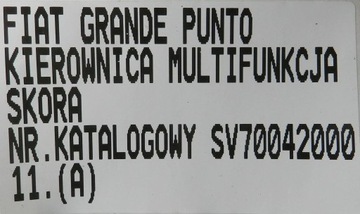 FIAT GRANDE PUNTO
KIEROWNICA MULTIFUNKCJA
SKORA
NR.KATALOGOWY SV70042000
11.(A)